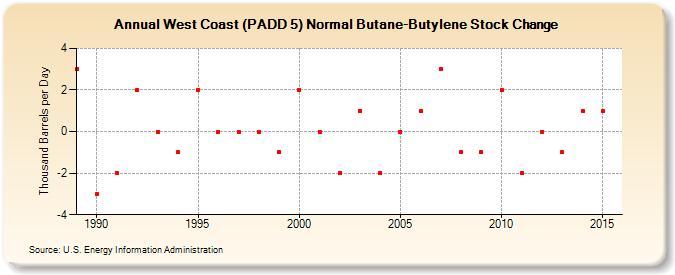 Annual West Coast (PADD 5) Normal Butane-Butylene Stock Change
Thousand Barrels per Day
4
2
0
-2
-4
1990 1995 2000 2005 2010 2015
Source: U.S. Energy Information Administration